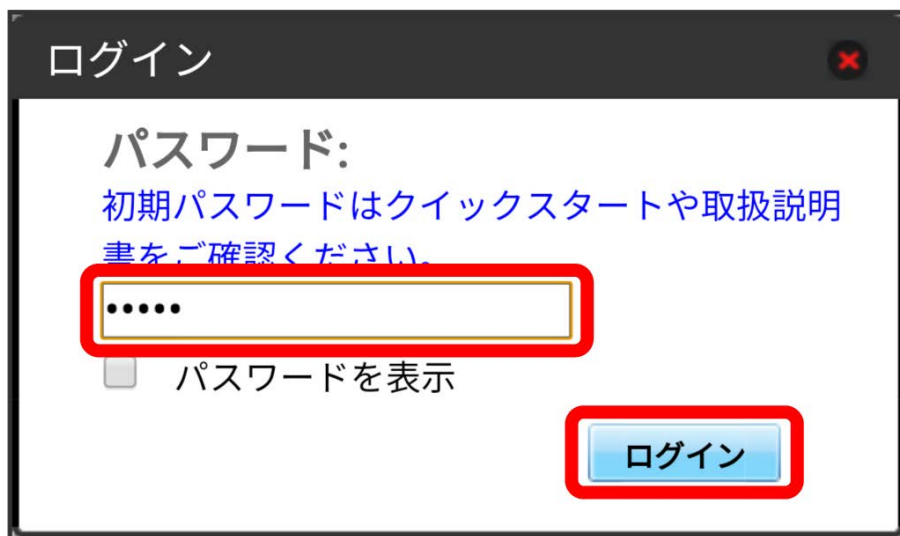 ログイン
パスワード:
初期パスワードはクイックスタートや取扱説明
書をご確認ください。
•••••
パスワードを表示
ログイン